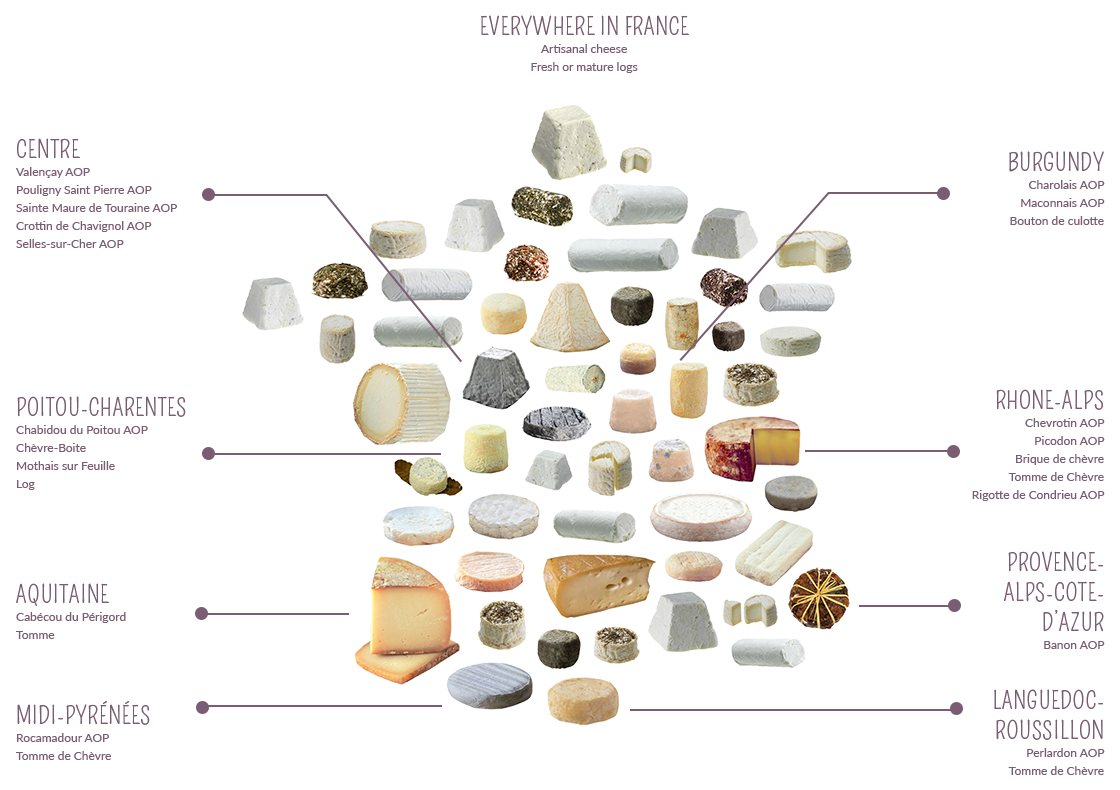 EVERYWHERE IN FRANCE
Artisanal cheese
Fresh or mature logs
CENTRE
Valençay AOP
Pouligny Saint Pierre AOP
Sainte Maure de Touraine AOP
Crottin de Chavignol AOP
Selles-sur-Cher AOP
BURGUNDY
Charolais AOP
Maconnais AOP
Bouton de culotte
POITOU-CHARENTES
Chabidou du Poitou AOP
Chèvre-Boite
Mothais sur Feuille
Log
RHONE-ALPS
Chevrotin AOP
Picodon AOP
Brique de chèvre
Tomme de Chèvre
Rigotte de Condrieu AOP
AQUITAINE
Cabécou du Périgord
Tomme
PROVENCE-
ALPS-COTE-
D'AZUR
Banon AOP
MIDI-PYRÉNÉES
Rocamadour AOP
Tomme de Chèvre
LANGUEDOC-
ROUSSILLON
Perlardon AOP
Tomme de Chèvre